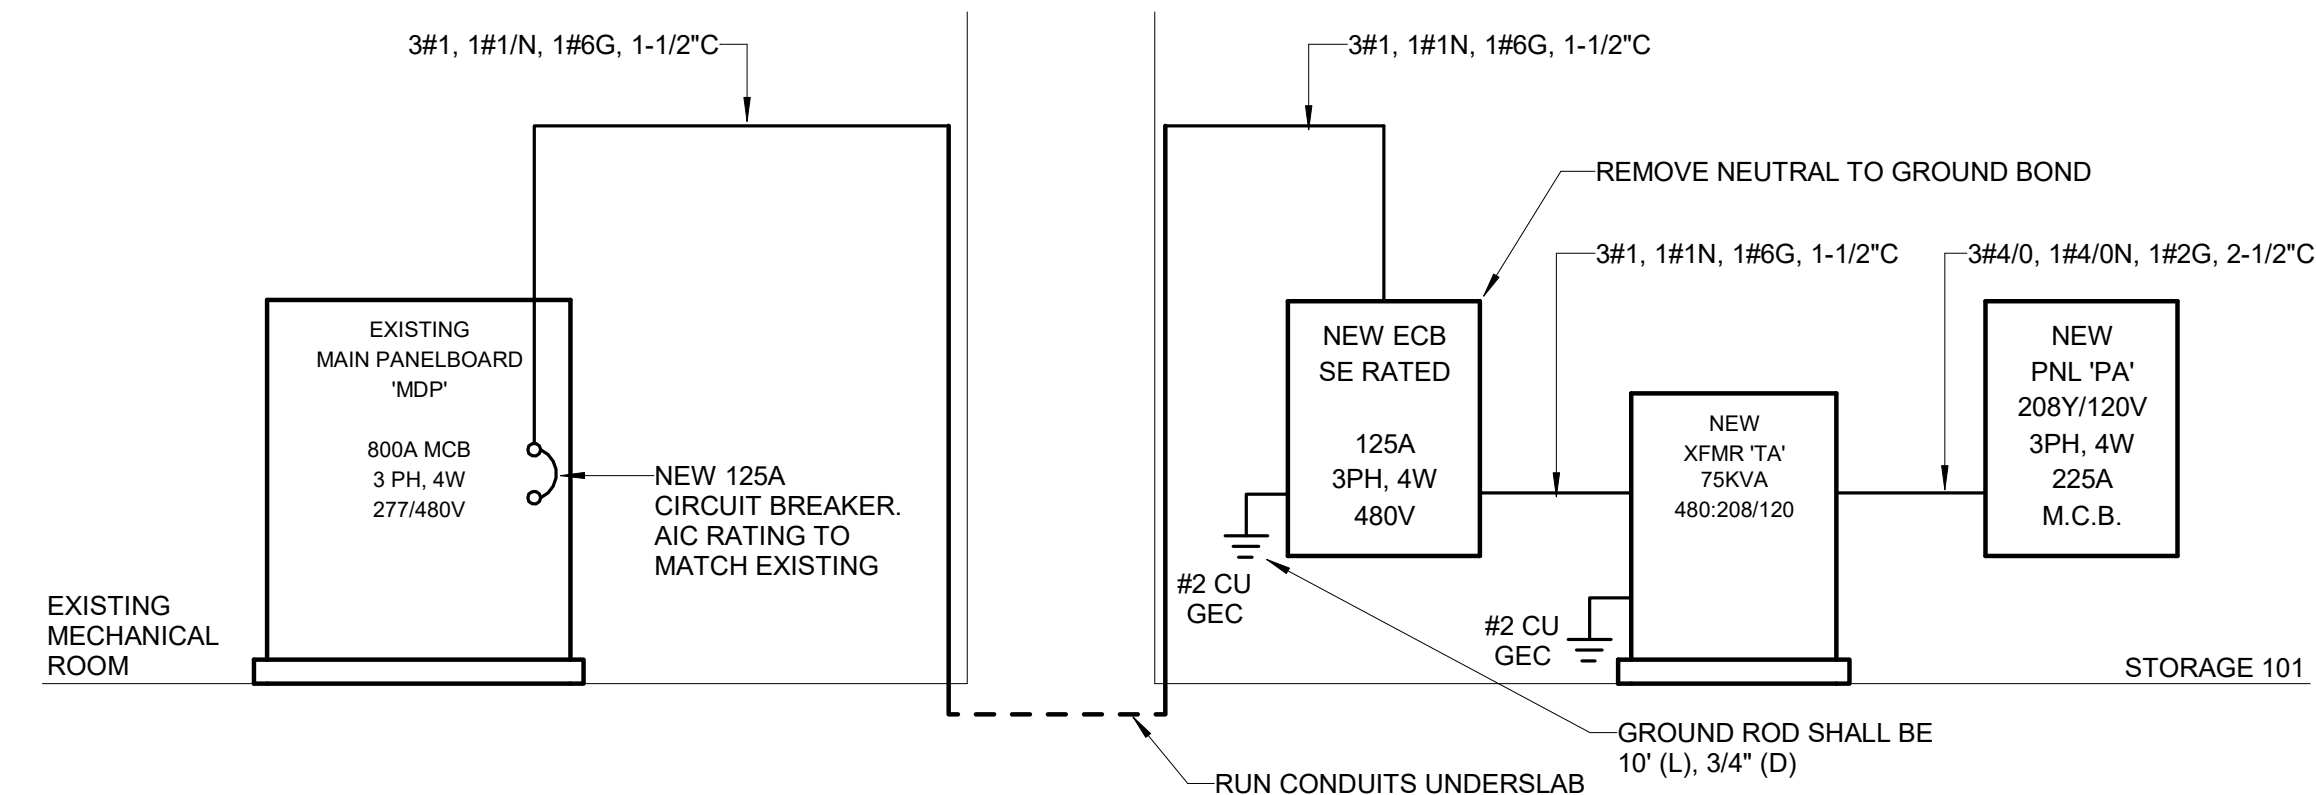 3#1, 1#1/N, 1#6G, 1-1/2"C
3#1, 1#1N, 1#6G, 1-1/2"C
REMOVE NEUTRAL TO GROUND BOND
3#1, 1#1N, 1#6G, 1-1/2"C
3#4/0, 1#4/0N, 1#2G, 2-1/2"C
EXISTING
MAIN PANELBOARD
'MDP'
800A MCB
3 PH, 4W
277/480V
NEW 125A
CIRCUIT BREAKER.
AIC RATING TO
MATCH EXISTING
NEW ECB
SE RATED
125A
3PH, 4W
480V
NEW
XFMR 'TA'
75KVA
480:208/120
NEW
PNL 'PA'
208Y/120V
3PH, 4W
225A
M.C.B.
#2 CU
GEC
#2 CU
GEC
EXISTING
MECHANICAL
ROOM
STORAGE 101
GROUND ROD SHALL BE
10' (L), 3/4" (D)
RUN CONDUITS UNDERSLAB